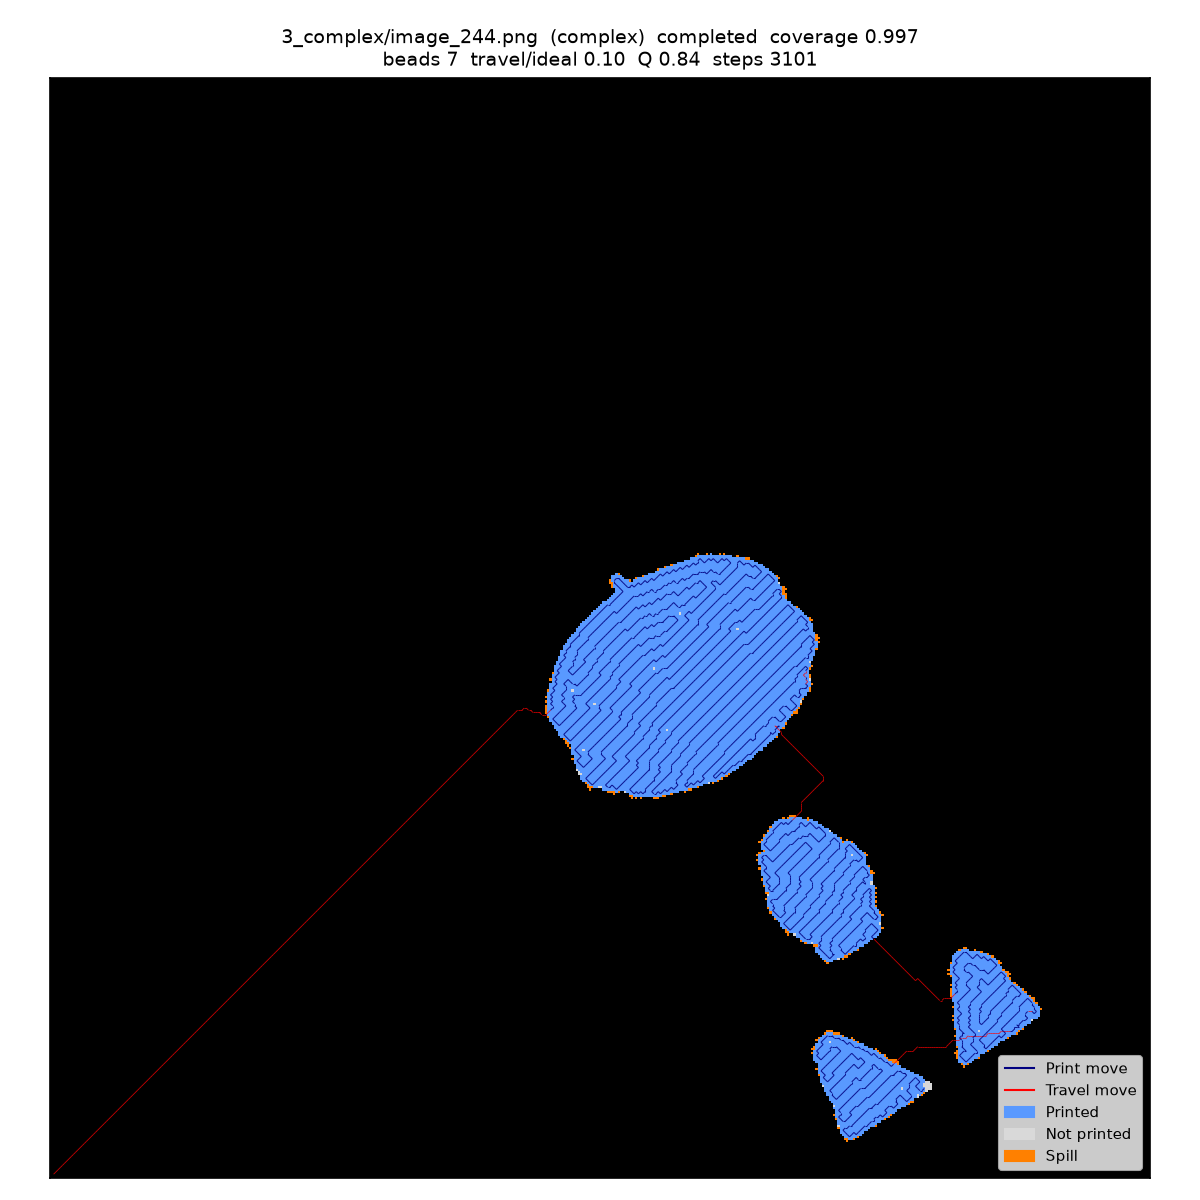 3_complex/image_244.png  (complex)  completed  coverage 0.997
beads 7  travel/ideal 0.10  Q 0.84  steps 3101
Print move
Travel move
Printed
Not printed
Spill